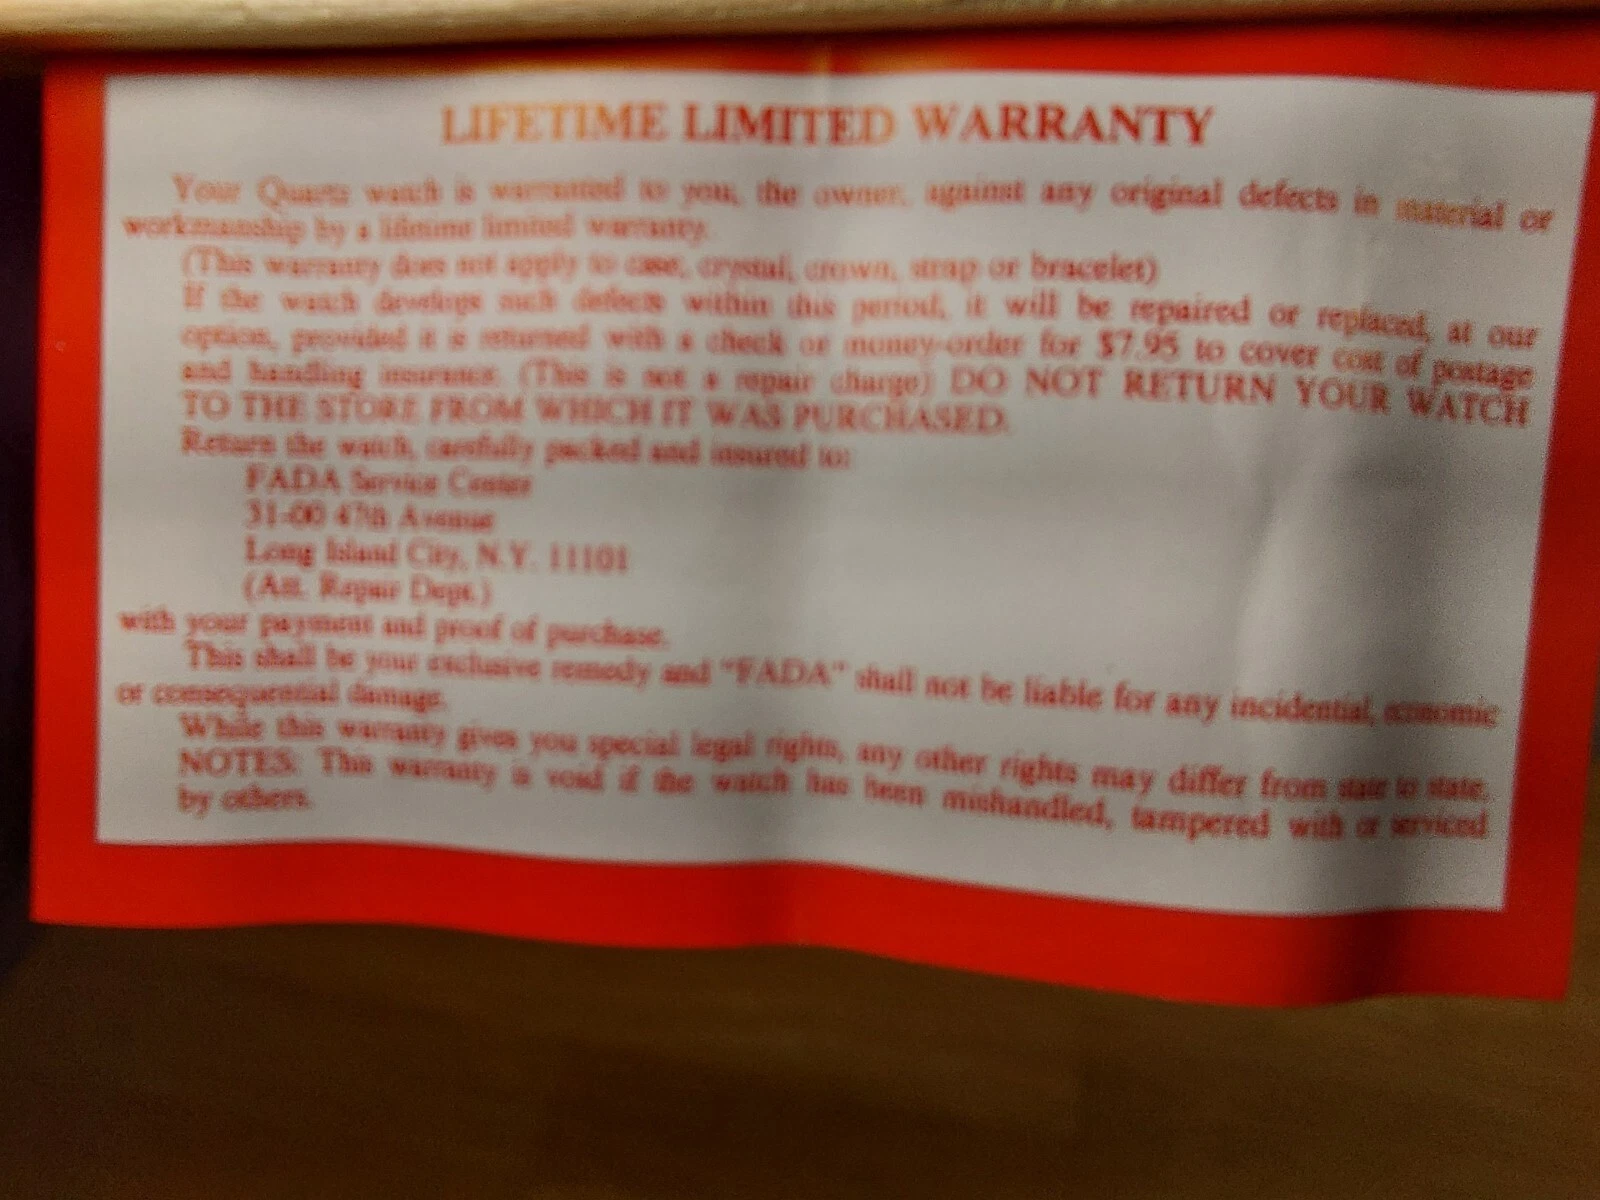 LIFETIME LIMITED WARRANTY
Your Quartz watch is warranted to you, the owner, against any original defects in material or
workmanship by a lifetime limited warranty.
(This warranty does not apply to case, crystal, crown, strap or bracelet)
If the watch develops such defects within this period, it will be repaired or replaced, at our
option, provided it is returned with a check or money-order for $7.95 to cover cost of postage
and handling insurance. (This is not a repair charge) DO NOT RETURN YOUR WATCH
TO THE STORE FROM WHICH IT WAS PURCHASED.
Return the watch, carefully packed and insured to:
FADA Service Center
31-00 47th Avenue
Long Island City, N.Y. 11101
(Att. Repair Dept.)
with your payment and proof of purchase.
This shall be your exclusive remedy and "FADA" shall not be liable for any incidential, economic
or consequential damage.
While this warranty gives you special legal rights, any other rights may differ from state to state.
NOTES: This warranty is void if the watch has been mishandled, tampered with or serviced
by others.